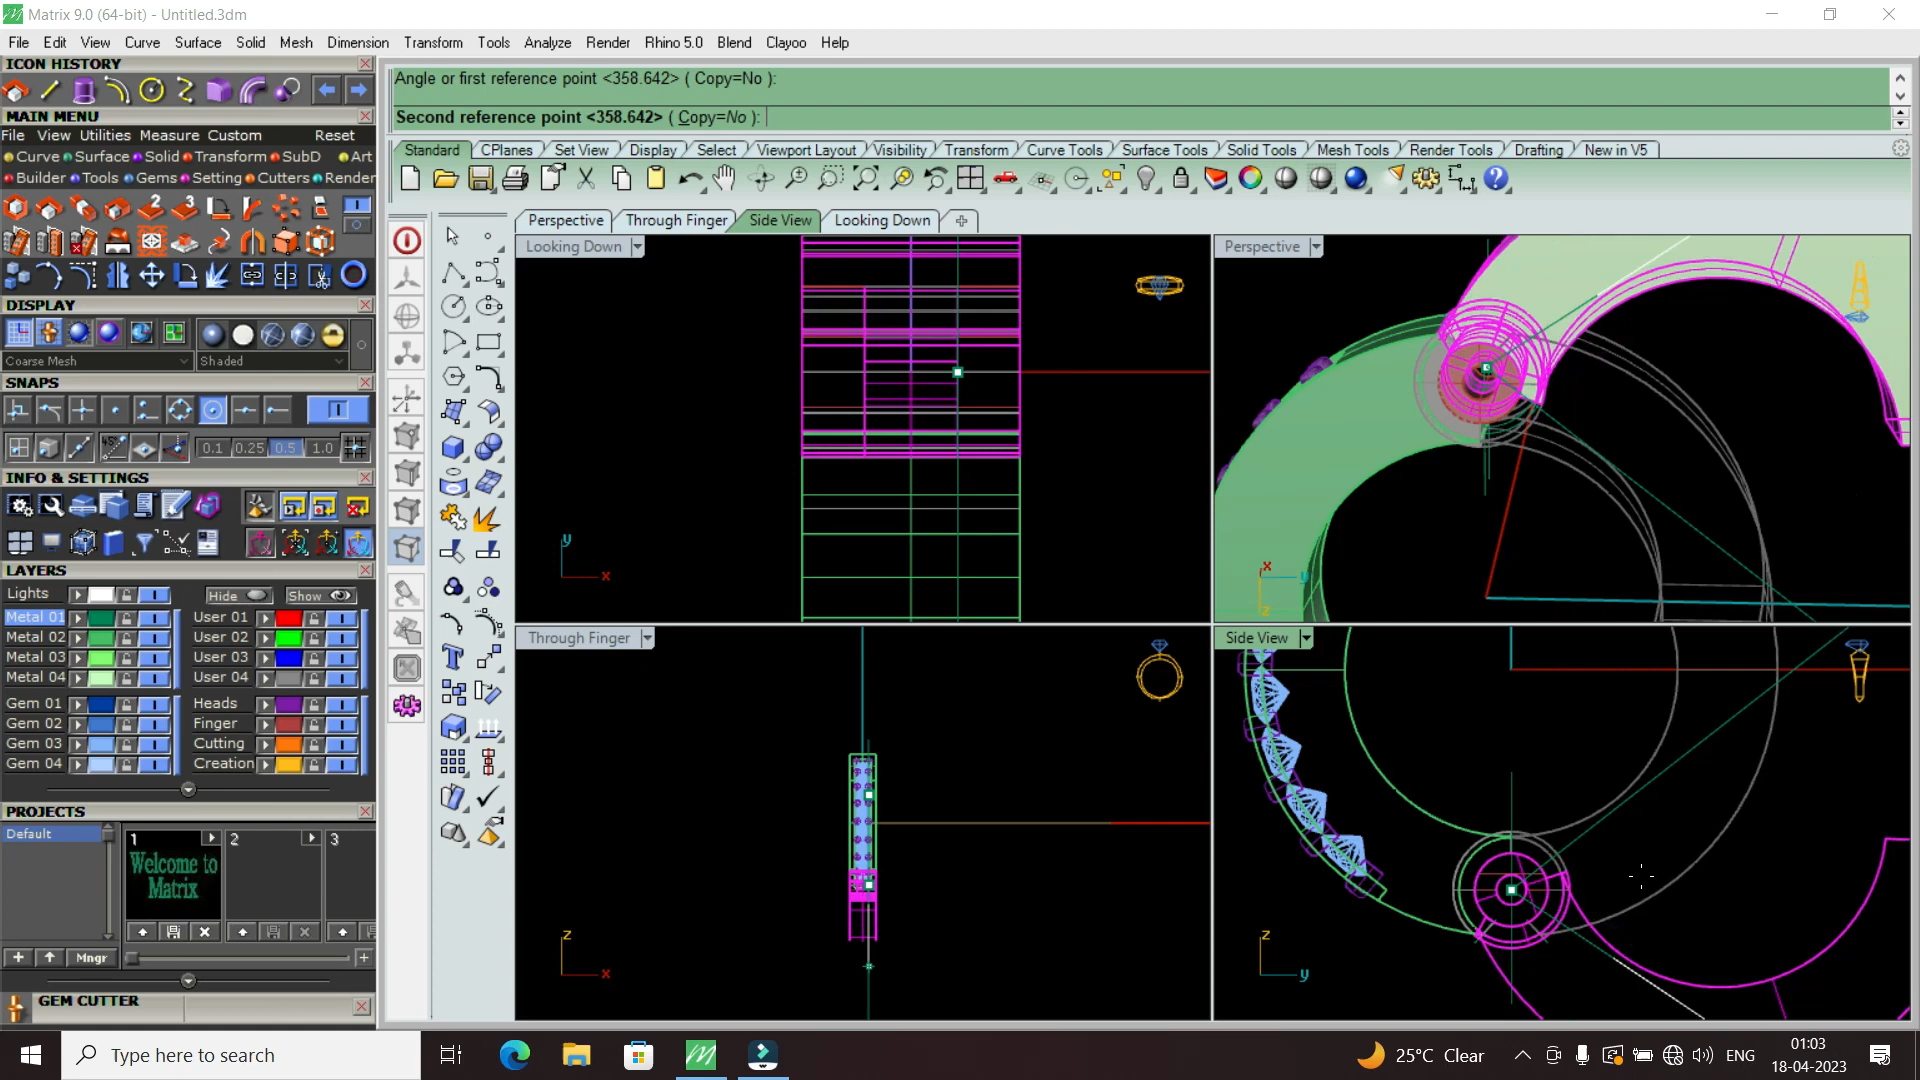 Matrix 9.0 (64-bit) - Untitled.3dm
File Edit View Curve Surface Solid Mesh Dimension Transform Tools Analyze Render Rhino 5.0 Blend Clayoo Help
ICON HISTORY
Angle or first reference point <358.642> ( Copy=No ):
Second reference point <358.642> ( Copy=No ):
MAIN MENU
File View Utilities Measure Custom Reset
Curve Surface Solid Transform SubD Art
Builder Tools Gems Setting Cutters Render
Standard CPlanes Set View Display Select Viewport Layout Visibility Transform Curve Tools Surface Tools Solid Tools Mesh Tools Render Tools Drafting New in V5
Perspective Through Finger Side View Looking Down
Looking Down
Perspective
DISPLAY
Coarse Mesh Shaded
SNAPS
0.1 0.25 0.5 1.0
INFO & SETTINGS
y
x
x
y
z
LAYERS
Lights Hide Show
Metal 01 User 01
Metal 02 User 02
Metal 03 User 03
Metal 04 User 04
Gem 01 Heads
Gem 02 Finger
Gem 03 Cutting
Gem 04 Creation
Through Finger
Side View
PROJECTS
Default
1 2 3
Welcome to
Matrix
Mngr
z
x
z
y
GEM CUTTER
Type here to search
25°C Clear
ENG
01:03
18-04-2023